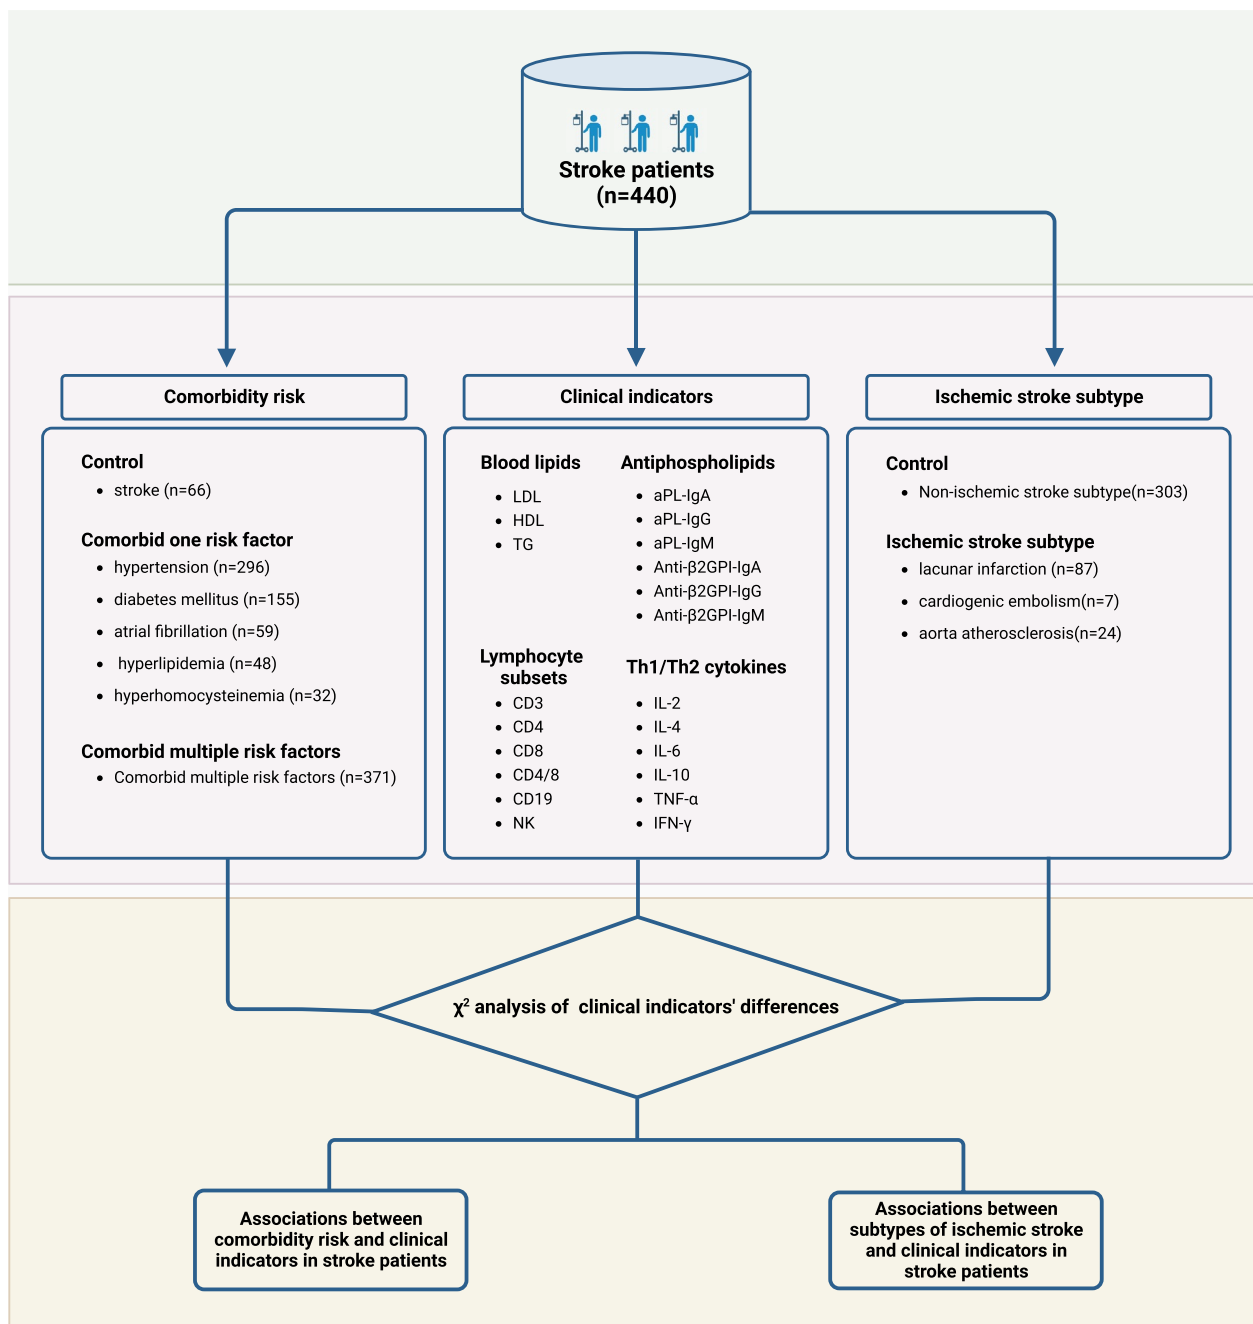 Stroke patients
(n=440)
Comorbidity risk
Control
stroke (n=66)
Comorbid one risk factor
hypertension (n=296)
diabetes mellitus (n=155)
atrial fibrillation (n=59)
hyperlipidemia (n=48)
hyperhomocysteinemia (n=32)
Comorbid multiple risk factors
Comorbid multiple risk factors (n=371)
Clinical indicators
Blood lipids
LDL
HDL
TG
Antiphospholipids
aPL-IgA
aPL-IgG
aPL-IgM
Anti-β2GPI-IgA
Anti-β2GPI-IgG
Anti-β2GPI-IgM
Lymphocyte
subsets
CD3
CD4
CD8
CD4/8
CD19
NK
Th1/Th2 cytokines
IL-2
IL-4
IL-6
IL-10
TNF-α
IFN-γ
Ischemic stroke subtype
Control
Non-ischemic stroke subtype(n=303)
Ischemic stroke subtype
lacunar infarction (n=87)
cardiogenic embolism(n=7)
aorta atherosclerosis(n=24)
χ² analysis of clinical indicators' differences
Associations between
comorbidity risk and clinical
indicators in stroke patients
Associations between
subtypes of ischemic stroke
and clinical indicators in
stroke patients